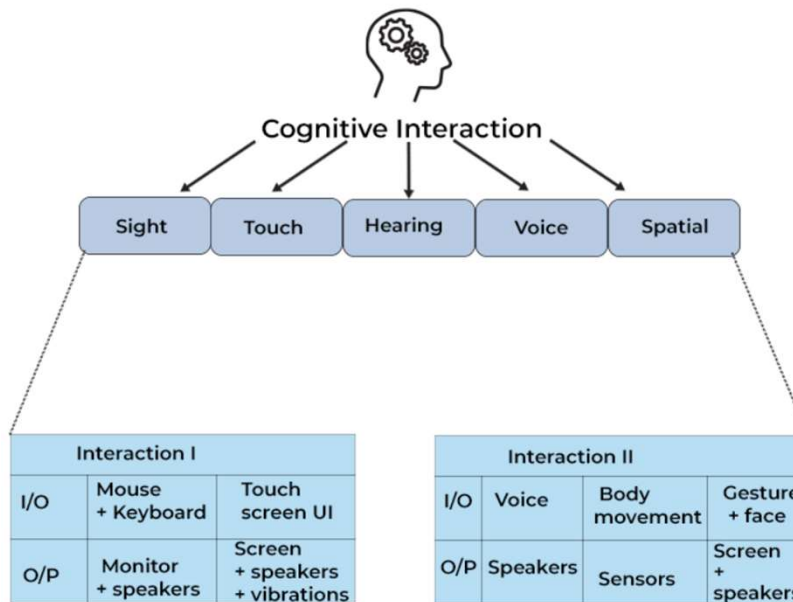 Cognitive Interaction
Sight Touch Hearing Voice Spatial
Interaction I
I/O Mouse + Keyboard Touch screen UI
O/P Monitor + speakers Screen + speakers + vibrations
Interaction II
I/O Voice Body movement Gesture + face
O/P Speakers Sensors Screen + speakers